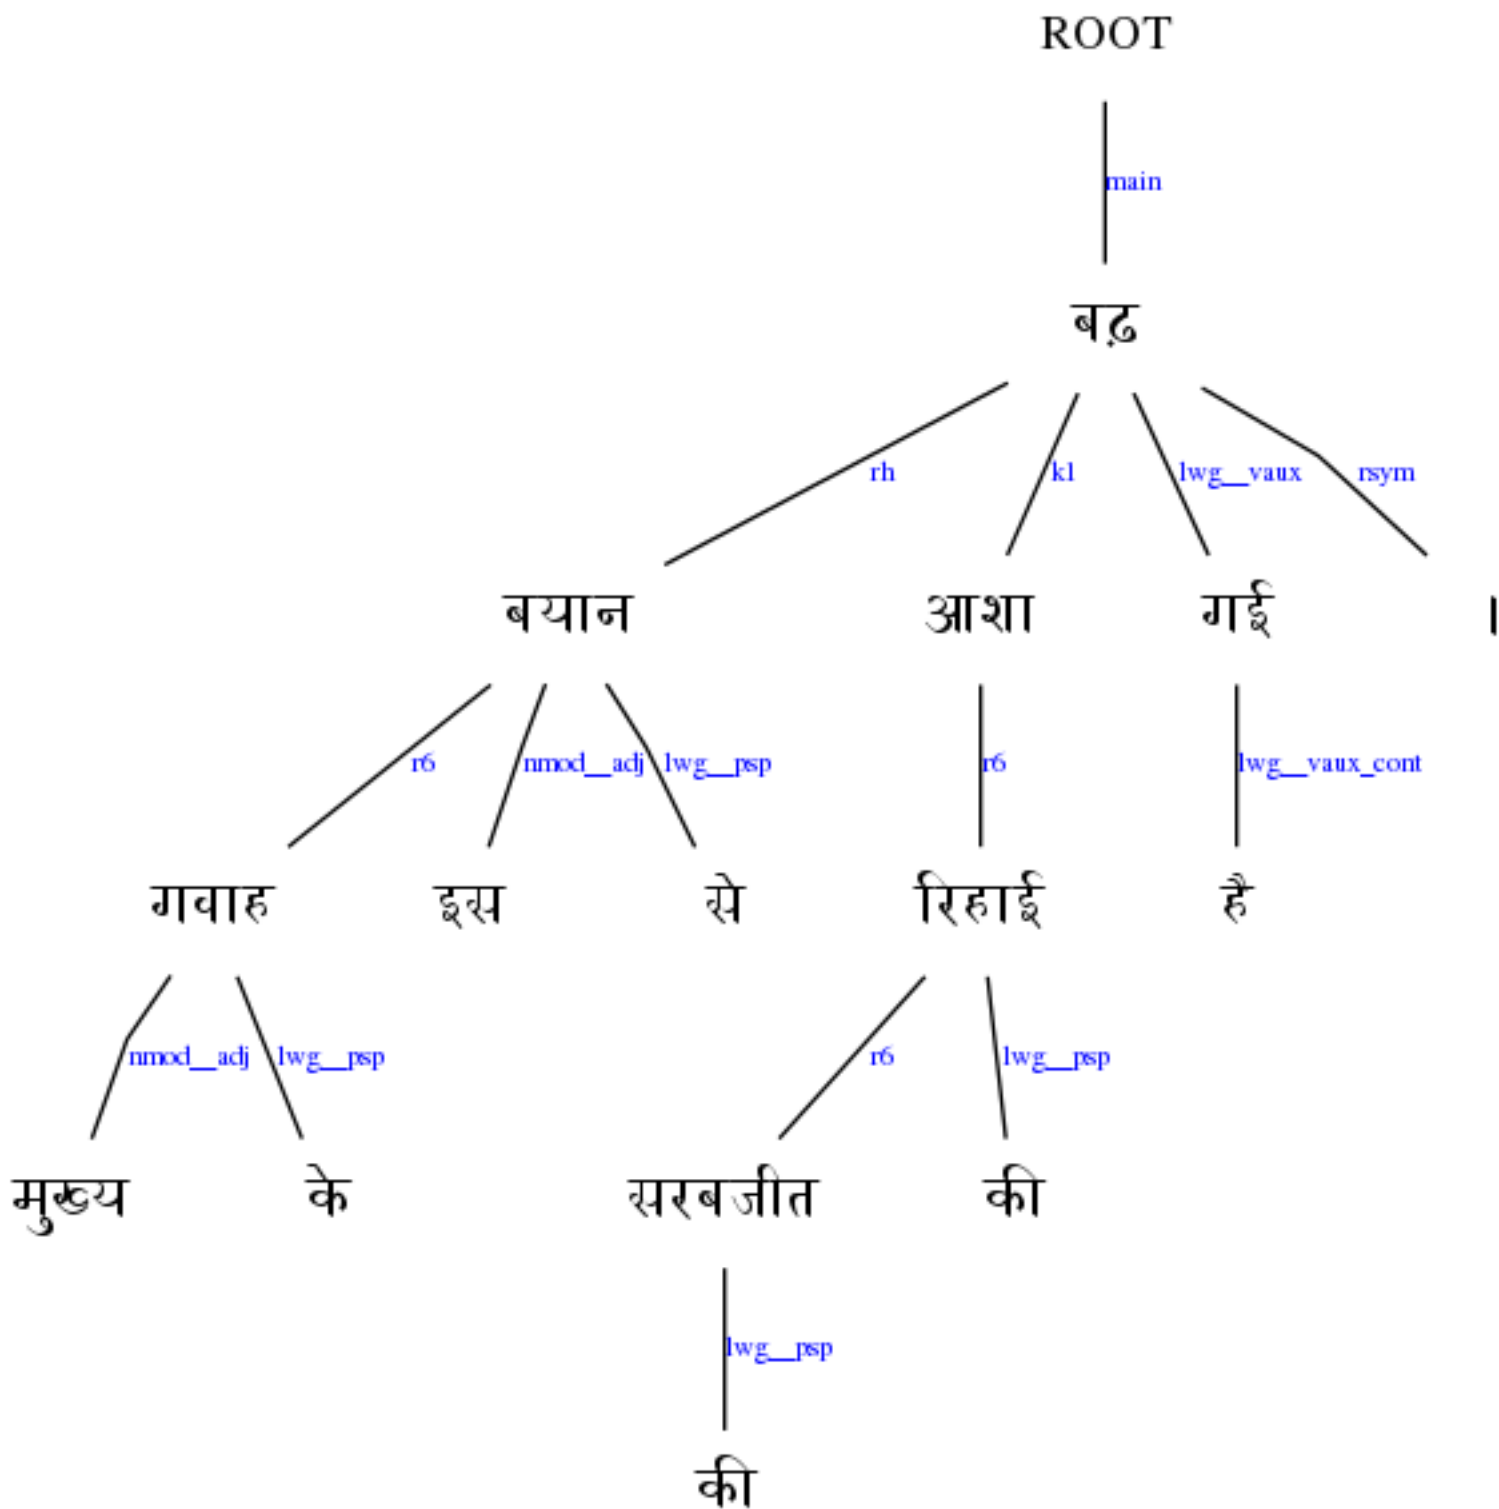 ROOT
main
बढ़
rh k1 lwg__vaux rsym
बयान आशा गई ।
r6 nmod__adj lwg__psp r6 lwg__vaux_cont
गवाह इस से रिहाई है
nmod__adj lwg__psp r6 lwg__psp
मुख्य के सरबजीत की
lwg__psp
की